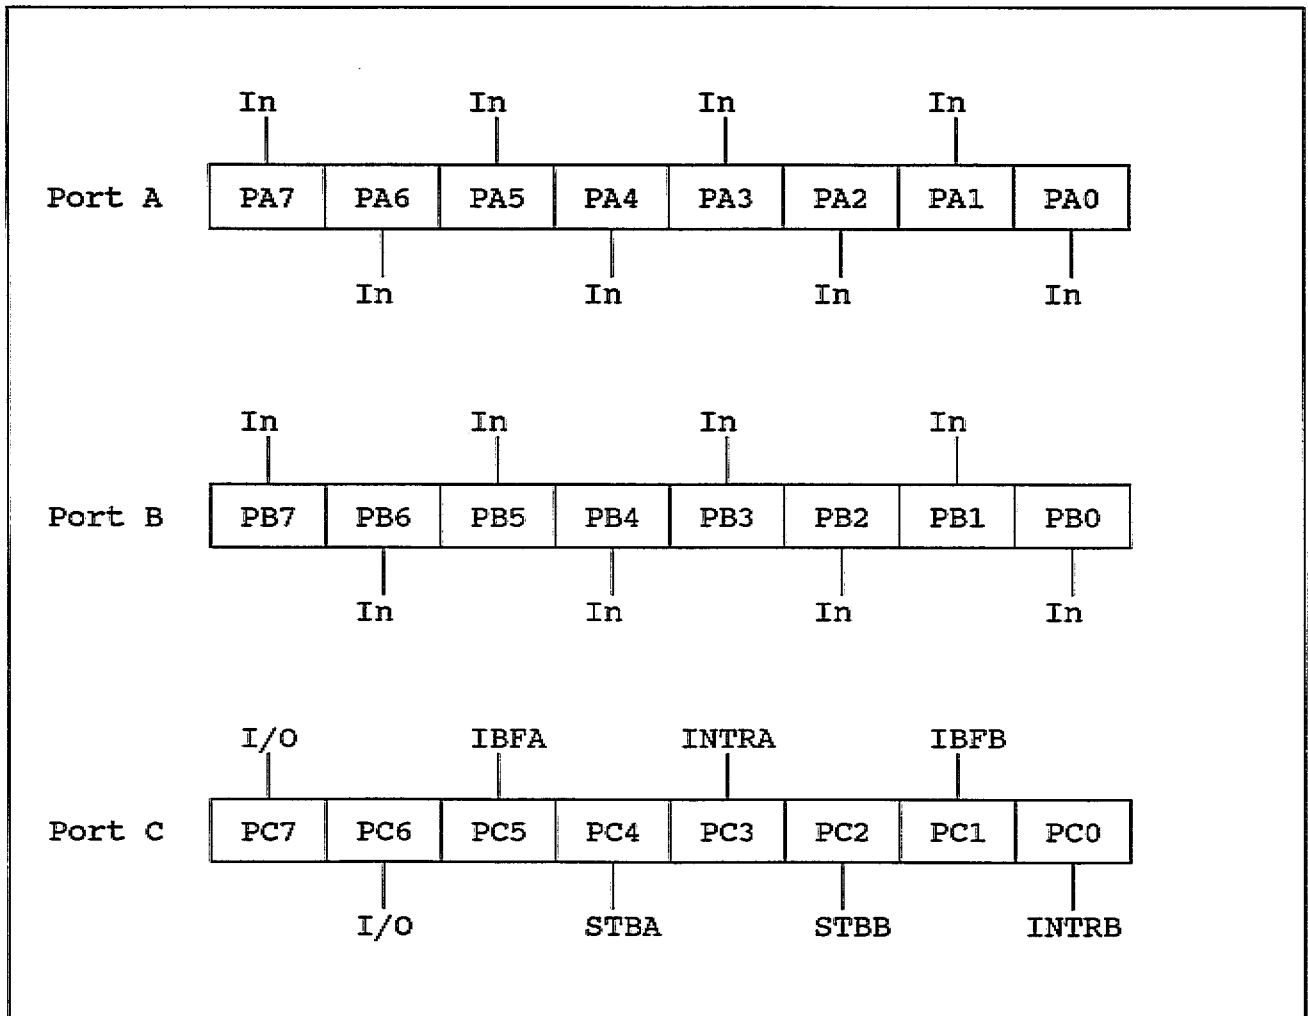 In In In In
Port A PA7 PA6 PA5 PA4 PA3 PA2 PA1 PA0
In In In In
In In In In
Port B PB7 PB6 PB5 PB4 PB3 PB2 PB1 PB0
In In In In
I/O IBFA INTRA IBFB
Port C PC7 PC6 PC5 PC4 PC3 PC2 PC1 PC0
I/O STBA STBB INTRB